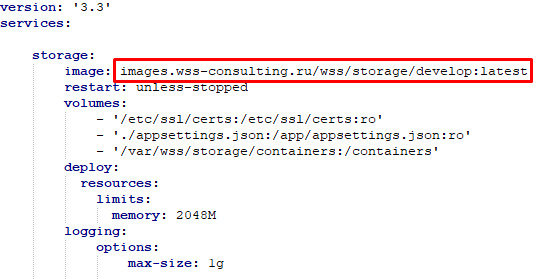 version: '3.3'
services:
storage:
image: images.wss-consulting.ru/wss/storage/develop:latest
restart: unless-stopped
volumes:
- '/etc/ssl/certs:/etc/ssl/certs:ro'
- './appsettings.json:/app/appsettings.json:ro'
- '/var/wss/storage/containers:/containers'
deploy:
resources:
limits:
memory: 2048M
logging:
options:
max-size: 1g